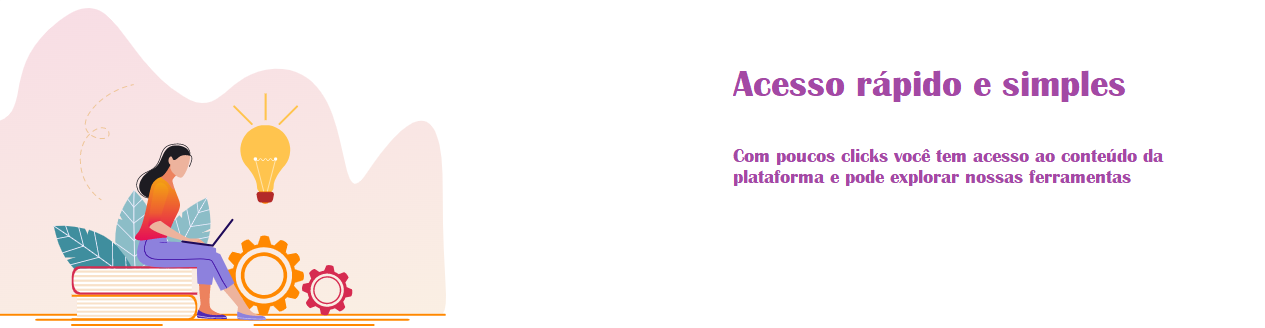 Acesso rápido e simples
Com poucos clicks você tem acesso ao conteúdo da
plataforma e pode explorar nossas ferramentas